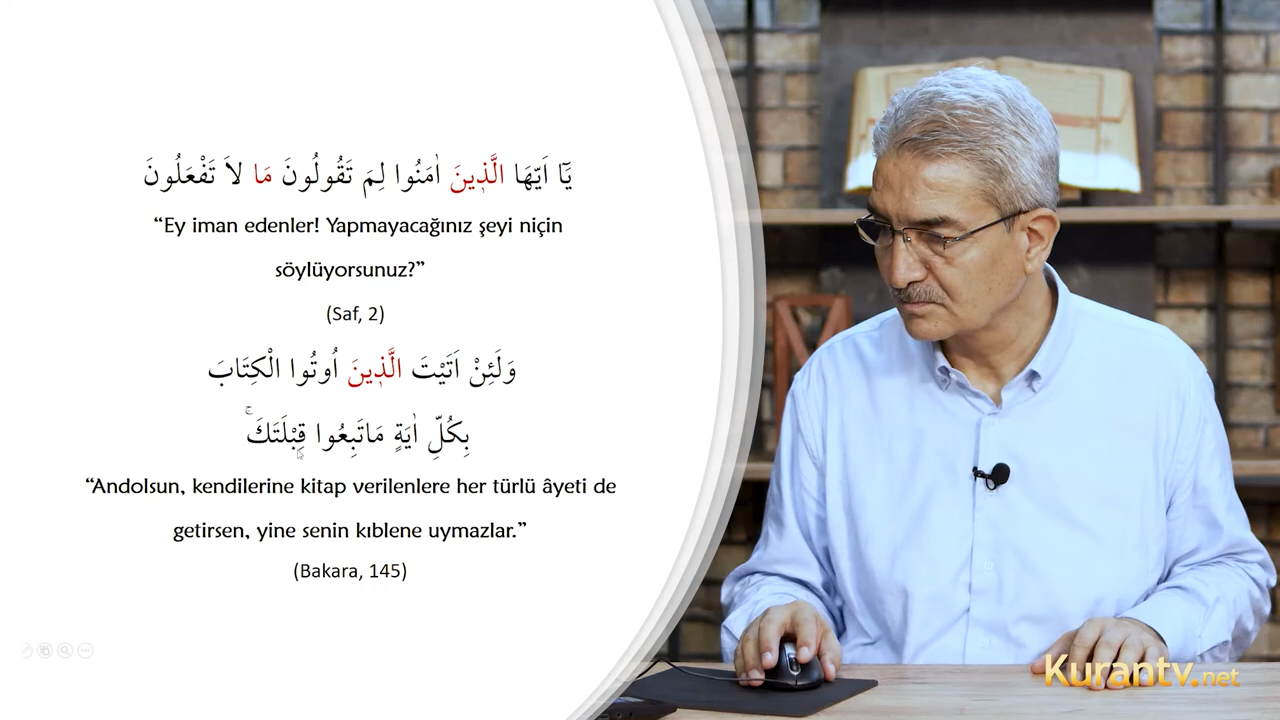 يَٓا اَيّهَا الَّذ۪ينَ اٰمَنُوا لِمَ تَقُولُونَ مَا لاَ تَفْعَلُونَ
“Ey iman edenler! Yapmayacağınız şeyi niçin
söylüyorsunuz?”
(Saf, 2)
وَلَئِنْ اَتَيْتَ الَّذ۪ينَ اُوتُوا الْكِتَابَ
بِكُلِّ اٰيَةٍ مَاتَبِعُوا قِبْلَتَكَۚ
“Andolsun, kendilerine kitap verilenlere her türlü âyeti de
getirsen, yine senin kıblene uymazlar.”
(Bakara, 145)
Kurantv.net